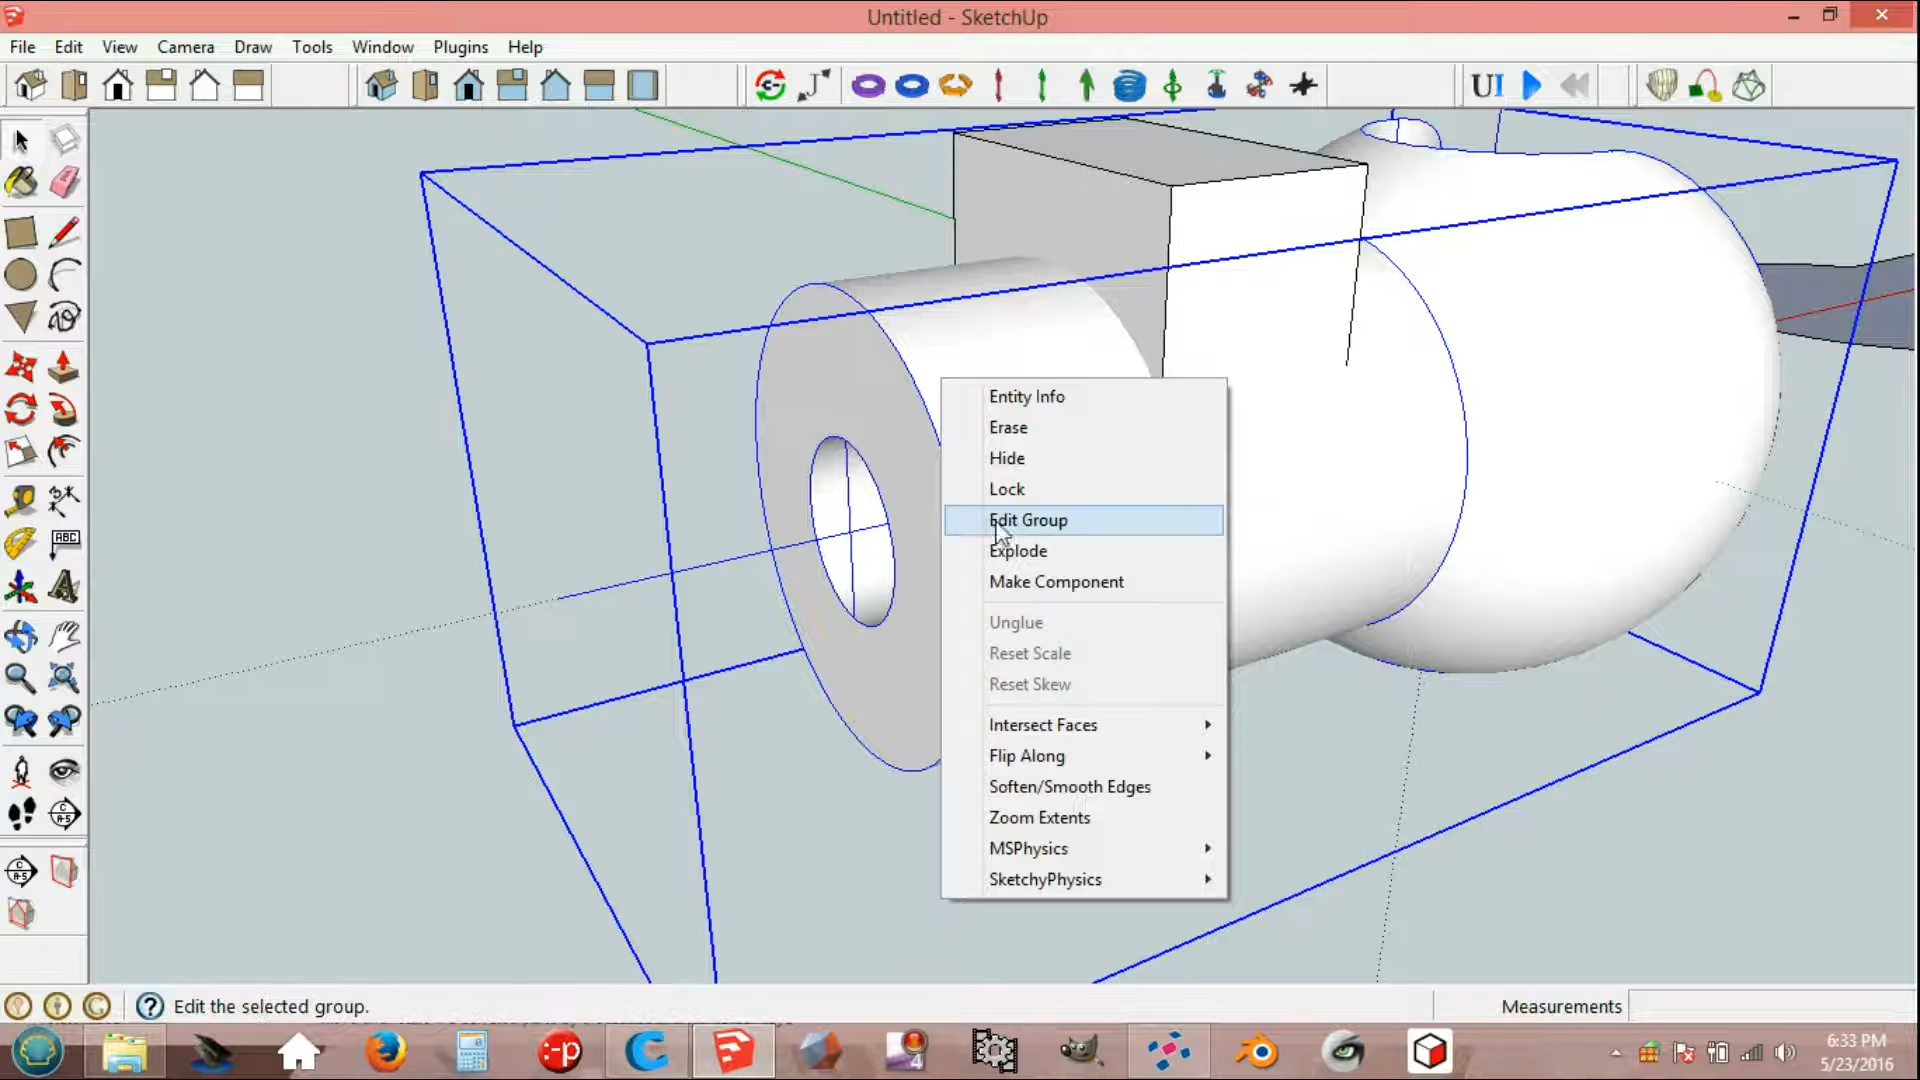 Untitled - SketchUp
File Edit View Camera Draw Tools Window Plugins Help
UI
ABC
Entity Info
Erase
Hide
Lock
Edit Group
Explode
Make Component
Unglue
Reset Scale
Reset Skew
Intersect Faces
Flip Along
Soften/Smooth Edges
Zoom Extents
MSPhysics
SketchyPhysics
Edit the selected group.
Measurements
:-p
4
6:33 PM
5/23/2016